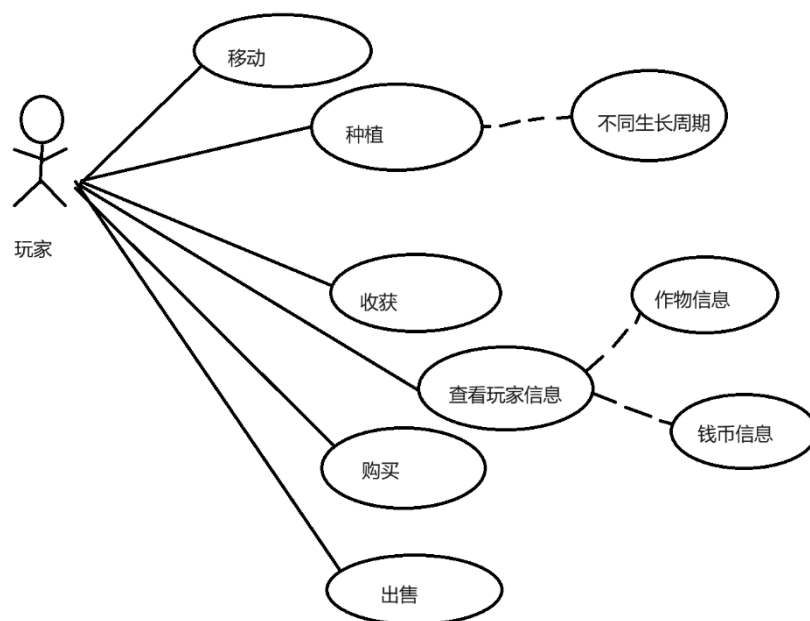 移动
种植
不同生长周期
玩家
收获
作物信息
查看玩家信息
钱币信息
购买
出售